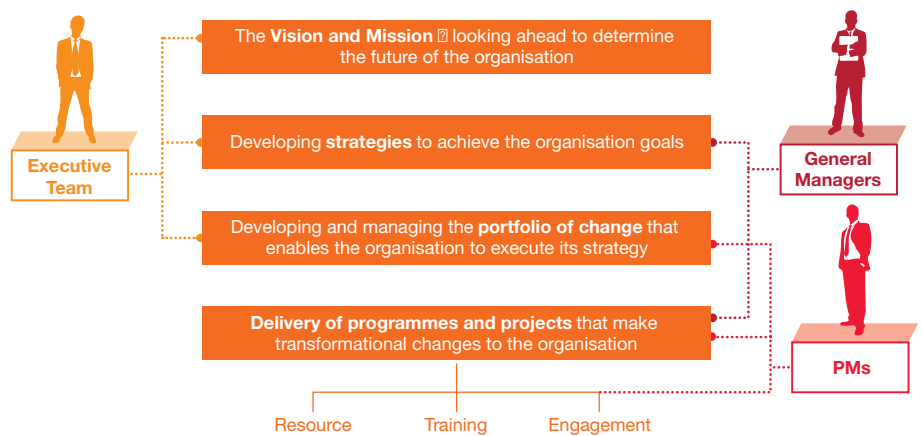 The Vision and Mission ⍰ looking ahead to determine
the future of the organisation
Developing strategies to achieve the organisation goals
Executive
Team
General
Managers
Developing and managing the portfolio of change that
enables the organisation to execute its strategy
Delivery of programmes and projects that make
transformational changes to the organisation
PMs
Resource
Training
Engagement